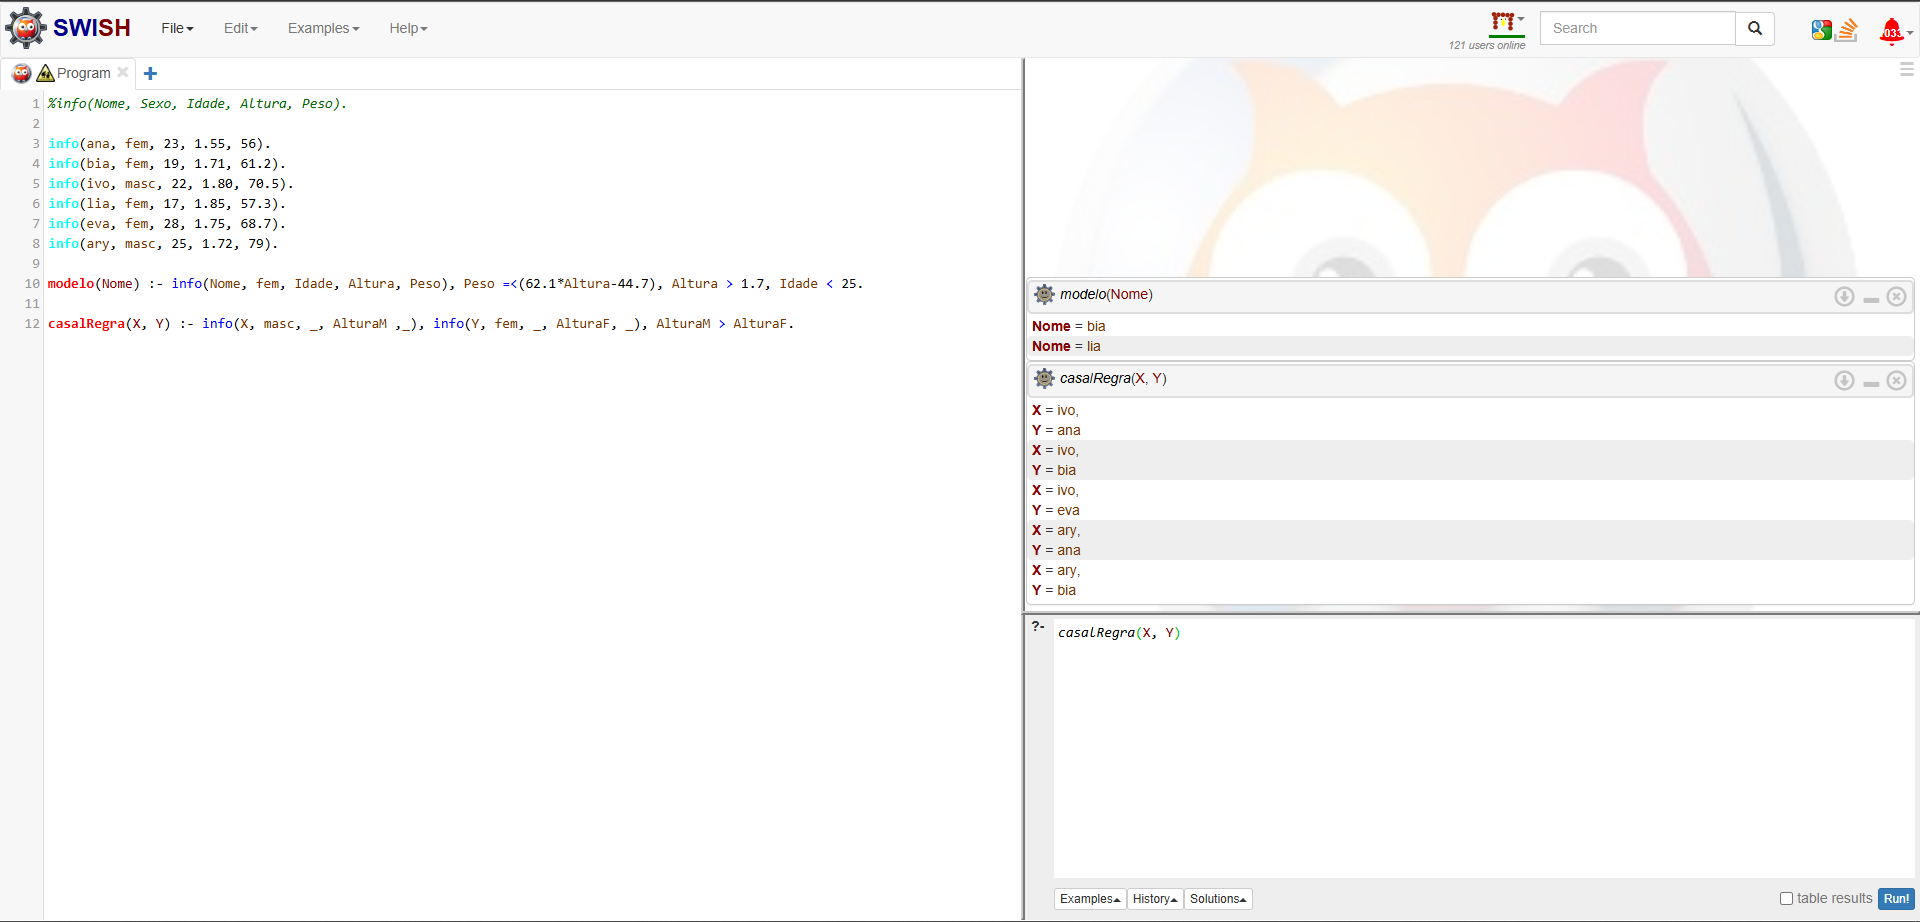 SWISH File Edit Examples Help 121 users online Search
Program
1 %info(Nome, Sexo, Idade, Altura, Peso).
2
3 info(ana, fem, 23, 1.55, 56).
4 info(bia, fem, 19, 1.71, 61.2).
5 info(ivo, masc, 22, 1.80, 70.5).
6 info(lia, fem, 17, 1.85, 57.3).
7 info(eva, fem, 28, 1.75, 68.7).
8 info(ary, masc, 25, 1.72, 79).
9
10 modelo(Nome) :- info(Nome, fem, Idade, Altura, Peso), Peso =<(62.1*Altura-44.7), Altura > 1.7, Idade < 25.
11
12 casalRegra(X, Y) :- info(X, masc, _, AlturaM ,_), info(Y, fem, _, AlturaF, _), AlturaM > AlturaF.
modelo(Nome)
Nome = bia
Nome = lia
casalRegra(X, Y)
X = ivo,
Y = ana
X = ivo,
Y = bia
X = ivo,
Y = eva
X = ary,
Y = ana
X = ary,
Y = bia
?- casalRegra(X, Y)
Examples History Solutions table results Run!